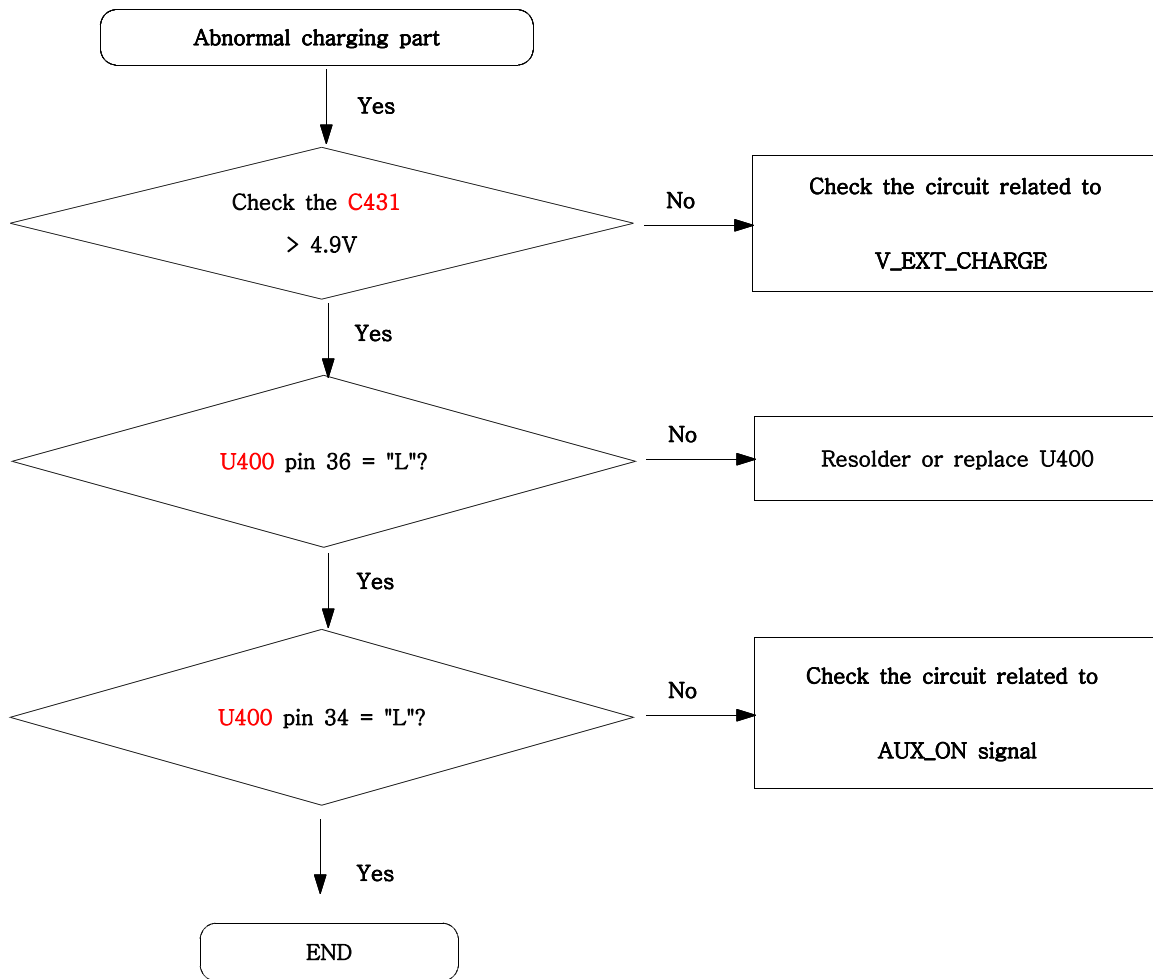 Abnormal charging part
Yes
Check the C431
> 4.9V
No
Check the circuit related to
V_EXT_CHARGE
Yes
U400 pin 36 = "L"?
No
Resolder or replace U400
Yes
U400 pin 34 = "L"?
No
Check the circuit related to
AUX_ON signal
Yes
END